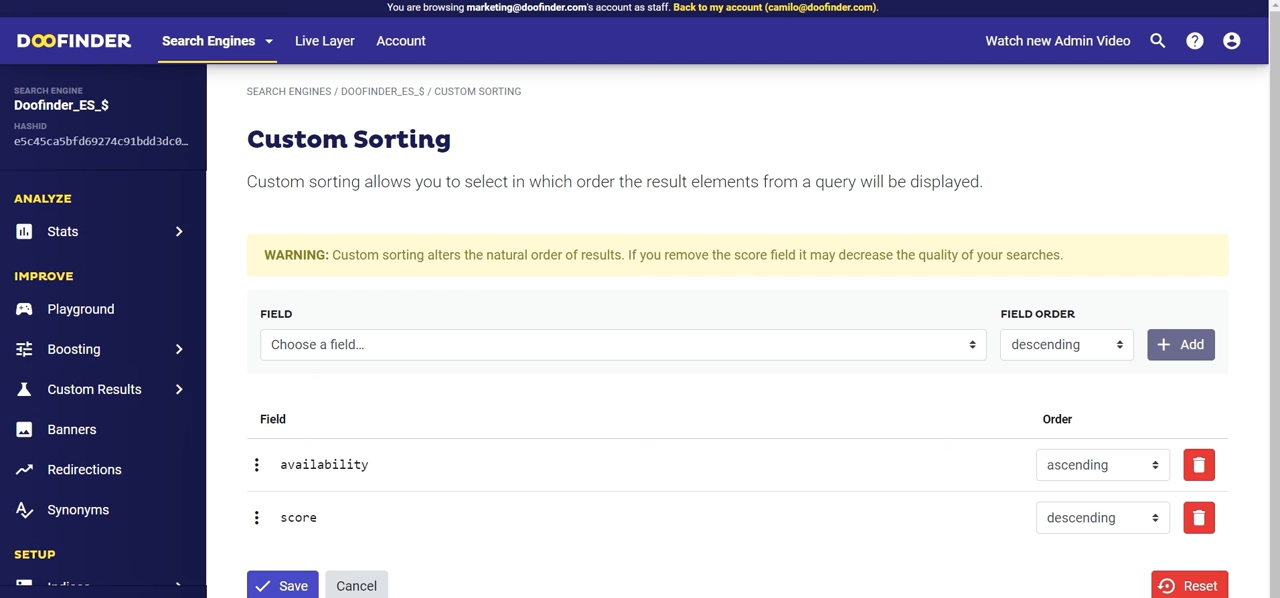 You are browsing marketing@doofinder.com's account as staff. Back to my account (camilo@doofinder.com).
DOOFINDER
Search Engines
Live Layer
Account
Watch new Admin Video
SEARCH ENGINE
Doofinder_ES_$
HASHID
e5c45ca5bfd69274c91bdd3dc0…
ANALYZE
Stats
IMPROVE
Playground
Boosting
Custom Results
Banners
Redirections
Synonyms
SETUP
Indices
SEARCH ENGINES / DOOFINDER_ES_$ / CUSTOM SORTING
Custom Sorting
Custom sorting allows you to select in which order the result elements from a query will be displayed.
WARNING: Custom sorting alters the natural order of results. If you remove the score field it may decrease the quality of your searches.
FIELD
FIELD ORDER
Choose a field...
descending
Add
Field
Order
availability
ascending
score
descending
Save
Cancel
Reset